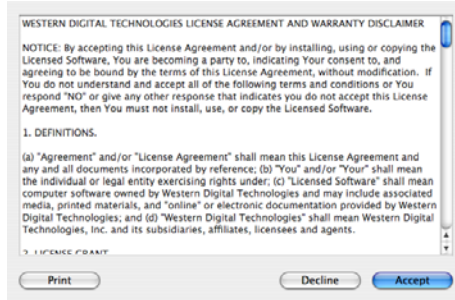 WESTERN DIGITAL TECHNOLOGIES LICENSE AGREEMENT AND WARRANTY DISCLAIMER
NOTICE: By accepting this License Agreement and/or by installing, using or copying the
Licensed Software, You are becoming a party to, indicating Your consent to, and
agreeing to be bound by the terms of this License Agreement, without modification. If
You do not understand and accept all of the following terms and conditions or You
respond "NO" or give any other response that indicates you do not accept this License
Agreement, then You must not install, use, or copy the Licensed Software.
1. DEFINITIONS.
(a) "Agreement" and/or "License Agreement" shall mean this License Agreement and
any and all documents incorporated by reference; (b) "You" and/or "Your" shall mean
the individual or legal entity exercising rights under; (c) "Licensed Software" shall mean
computer software owned by Western Digital Technologies and may include associated
media, printed materials, and "online" or electronic documentation provided by Western
Digital Technologies; and (d) "Western Digital Technologies" shall mean Western Digital
Technologies, Inc. and its subsidiaries, affiliates, licensees and agents.
2. LICENSE GRANT
Print Decline Accept